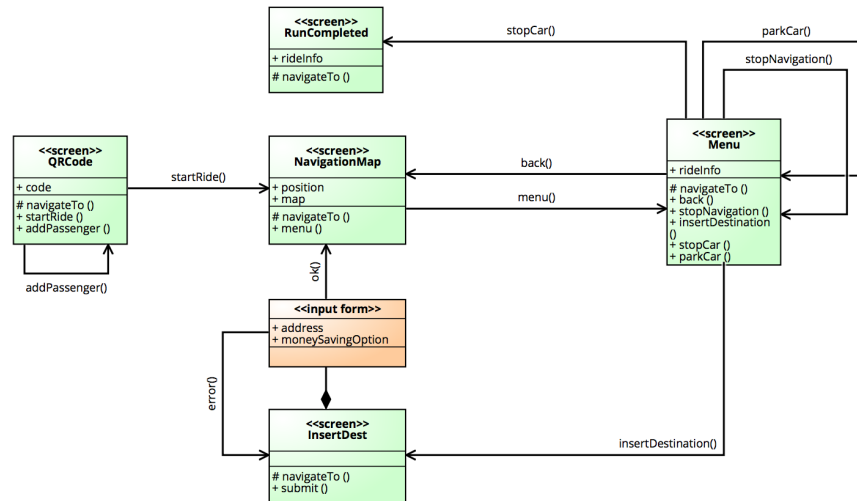 <<screen>>
RunCompleted
+ rideInfo
# navigateTo ()
stopCar()
parkCar()
stopNavigation()
<<screen>>
QRCode
+ code
# navigateTo ()
+ startRide ()
+ addPassenger ()
addPassenger()
startRide()
<<screen>>
NavigationMap
+ position
+ map
# navigateTo ()
+ menu ()
back()
menu()
<<screen>>
Menu
+ rideInfo
# navigateTo ()
+ back ()
+ stopNavigation ()
+ insertDestination
()
+ stopCar ()
+ parkCar ()
ok()
<<input form>>
+ address
+ moneySavingOption
error()
<<screen>>
InsertDest
# navigateTo ()
+ submit ()
insertDestination()